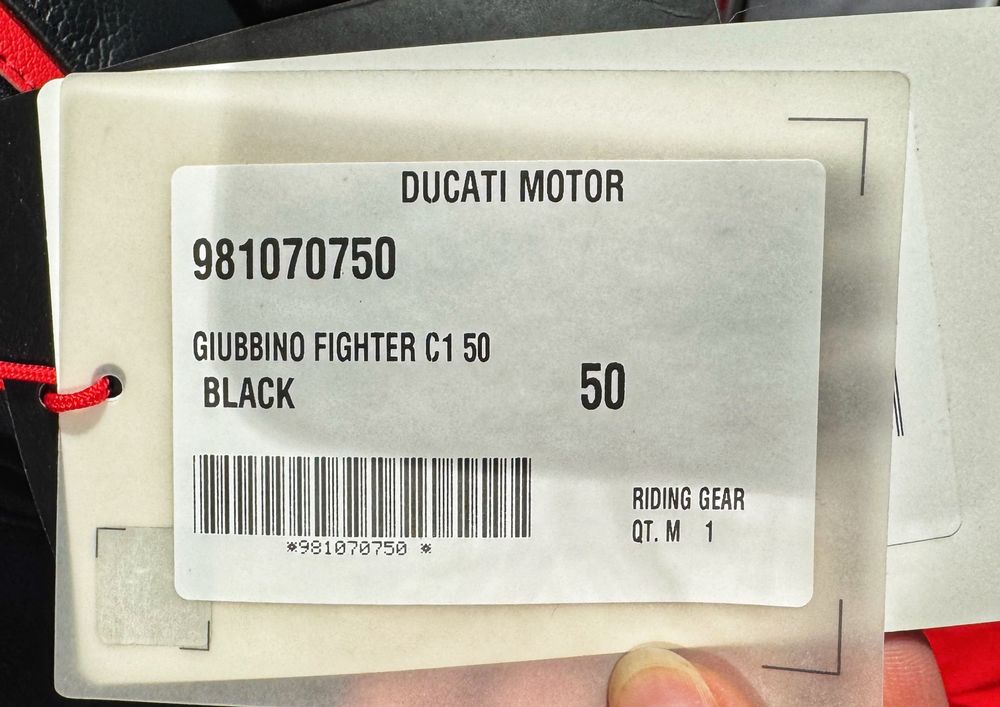 DUCATI MOTOR
981070750
GIUBBINO FIGHTER C1 50
BLACK
50
RIDING GEAR
QT. M 1
*981070750 *